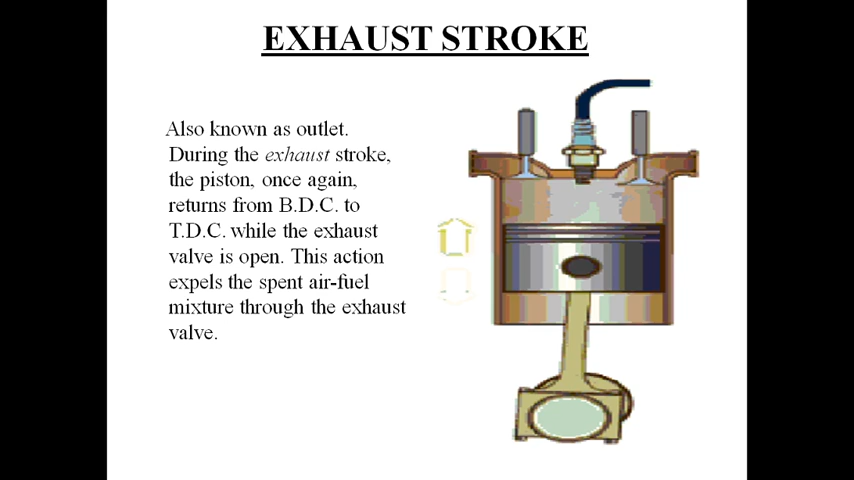 EXHAUST STROKE
Also known as outlet.
During the exhaust stroke,
the piston, once again,
returns from B.D.C. to
T.D.C. while the exhaust
valve is open. This action
expels the spent air-fuel
mixture through the exhaust
valve.